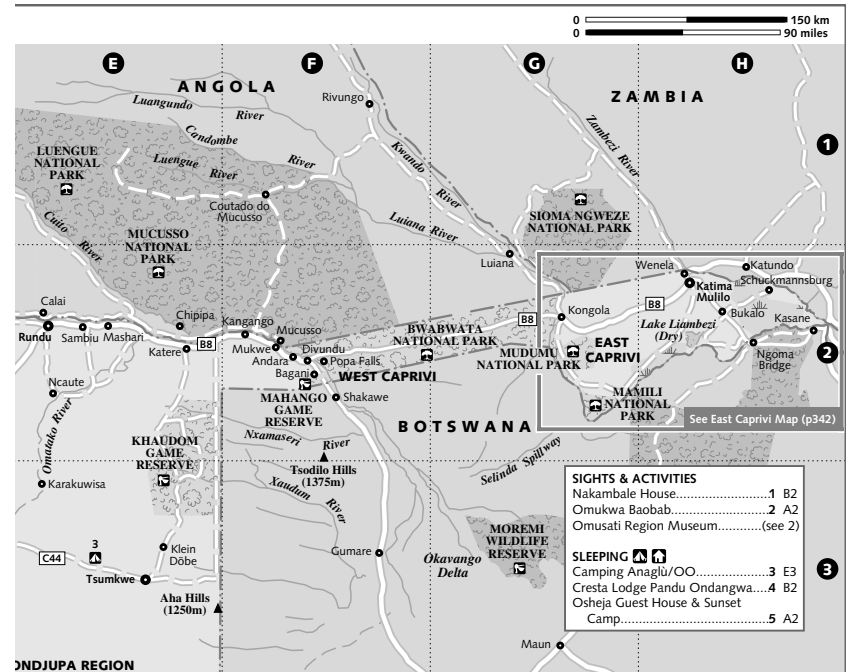 0 150 km
0 90 miles
E
F
G
H
ANGOLA
ZAMBIA
Luangundo
River
Rivungo
Candombe
River
Zambezi River
1
LUENGUE
NATIONAL
PARK
Luengue
River
Kwando
River
Coutado do
Mucusso
SIOMA NGWEZE
NATIONAL PARK
Cuito River
MUCUSSO
NATIONAL
PARK
Luiana River
Luiana
Wenela
Katundo
Schuckmannsburg
Katima
Mulilo
Calai
Chipipa
Kongola
B8
Bukalo
Kasane
Rundu
Sambiu
Mashari
Kangango
Mucusso
B8
BWABWATA
NATIONAL PARK
Lake Liambezi
(Dry)
EAST
CAPRIVI
B8
Katere
Mukwe
Andara
Divundu
Popa Falls
MUDUMU
NATIONAL PARK
Ngoma
Bridge
2
Bagani
WEST CAPRIVI
Ncaute
MAHANGO
GAME
RESERVE
Shakawe
MAMILI
NATIONAL
PARK
Omatako River
BOTSWANA
See East Caprivi Map (p342)
KHAUDOM
GAME
RESERVE
Nxamaseri
River
Tsodilo Hills
(1375m)
Selinda Spillway
Karakuwisa
Xaudum
River
SIGHTS & ACTIVITIES
Nakambale House..........................1 B2
Omukwa Baobab...........................2 A2
Omusati Region Museum............(see 2)
MOREMI
WILDLIFE
RESERVE
C44
3
Klein
Döbe
Gumare
Okavango
Delta
SLEEPING
Camping Anaglù/OO.....................3 E3
Cresta Lodge Pandu Ondangwa....4 B2
Osheja Guest House & Sunset
Camp........................................5 A2
3
Tsumkwe
Aha Hills
(1250m)
Maun
ONDJUPA REGION